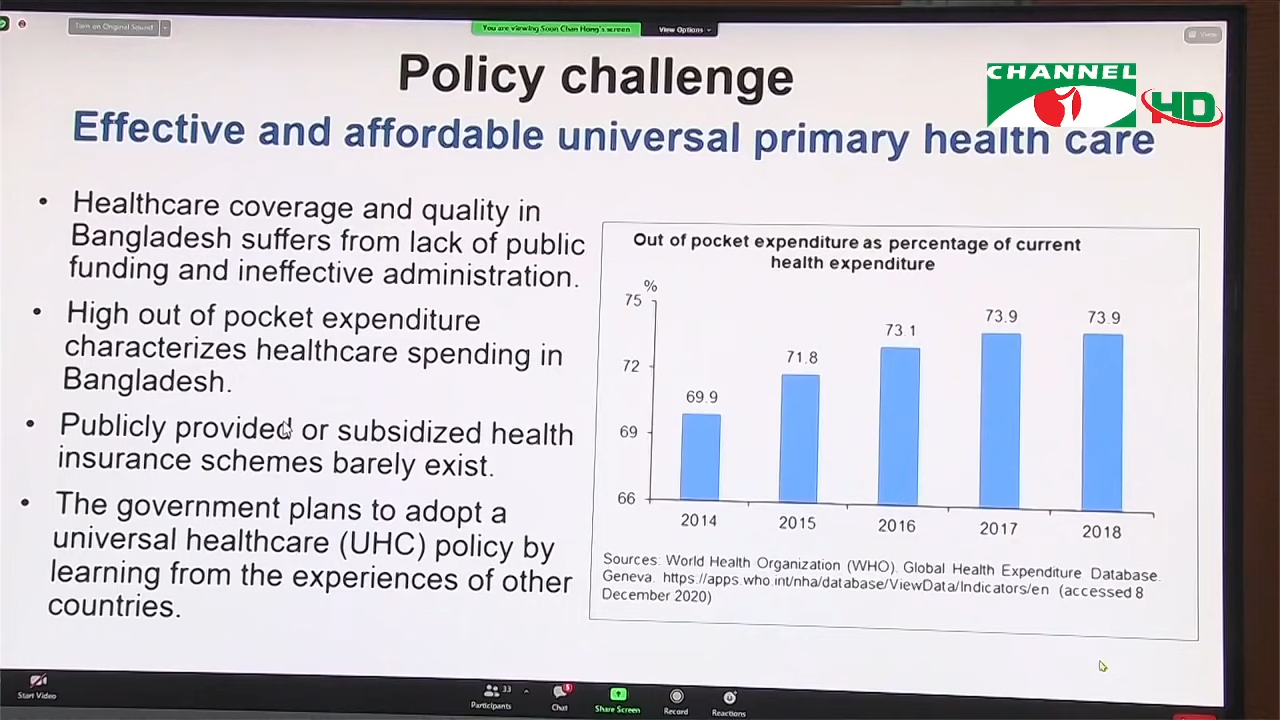 Turn on Original Sound
You are viewing Soon Chan Hong's screen
View Options
View
CHANNEL
i
HD
Policy challenge
Effective and affordable universal primary health care
• Healthcare coverage and quality in
Bangladesh suffers from lack of public
funding and ineffective administration.
• High out of pocket expenditure
characterizes healthcare spending in
Bangladesh.
• Publicly provided or subsidized health
insurance schemes barely exist.
• The government plans to adopt a
universal healthcare (UHC) policy by
learning from the experiences of other
countries.
Out of pocket expenditure as percentage of current
health expenditure
%
75
72
69
66
69.9
71.8
73.1
73.9
73.9
2014
2015
2016
2017
2018
Sources: World Health Organization (WHO). Global Health Expenditure Database.
Geneva. https://apps.who.int/nha/database/ViewData/Indicators/en (accessed 8
December 2020)
Start Video
33
Participants
5
Chat
Share Screen
Record
Reactions